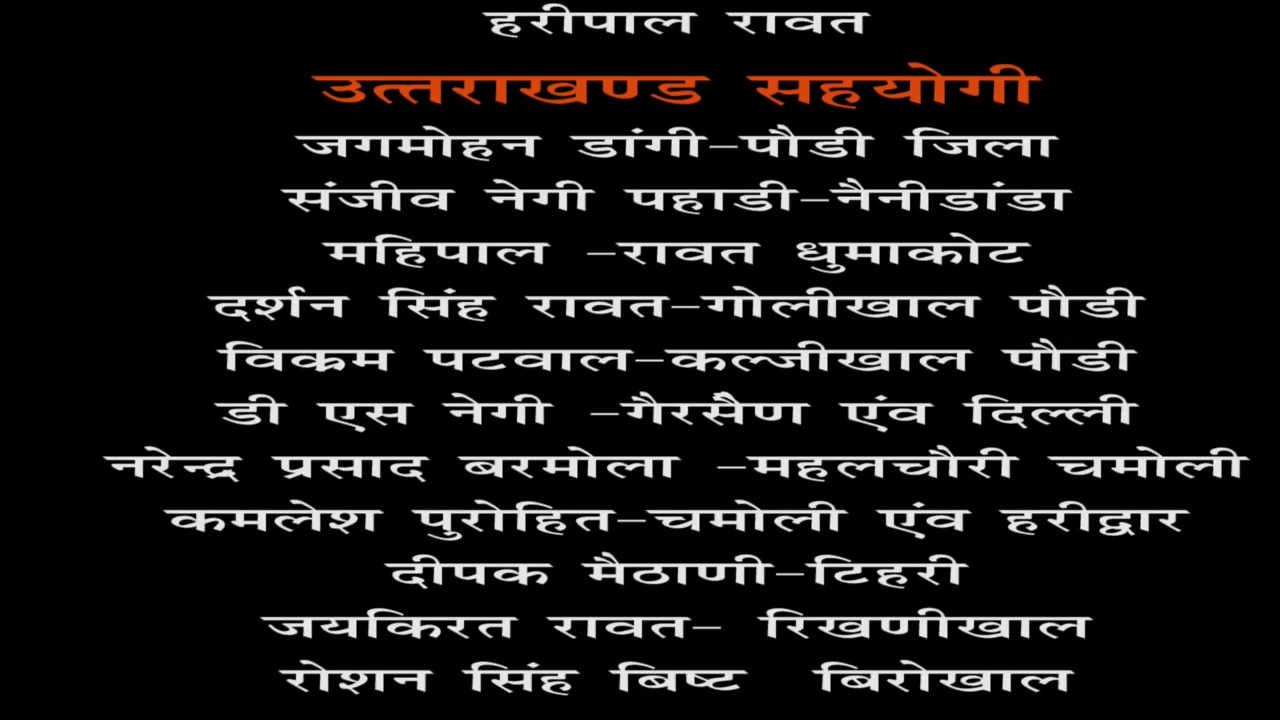 हरीपाल रावत
उत्तराखण्ड सहयोगी
जगमोहन डांगी-पौडी जिला
संजीव नेगी पहाडी-नैनीडांडा
महिपाल -रावत धुमाकोट
दर्शन सिंह रावत-गोलीखाल पौडी
विक्रम पटवाल-कल्जीखाल पौडी
डी एस नेगी -गैरसैण एंव दिल्ली
नरेन्द्र प्रसाद बरमोला -महलचौरी चमोली
कमलेश पुरोहित-चमोली एंव हरीद्वार
दीपक मैठाणी-टिहरी
जयकिरत रावत- रिखणीखाल
रोशन सिंह बिष्ट बिरोखाल